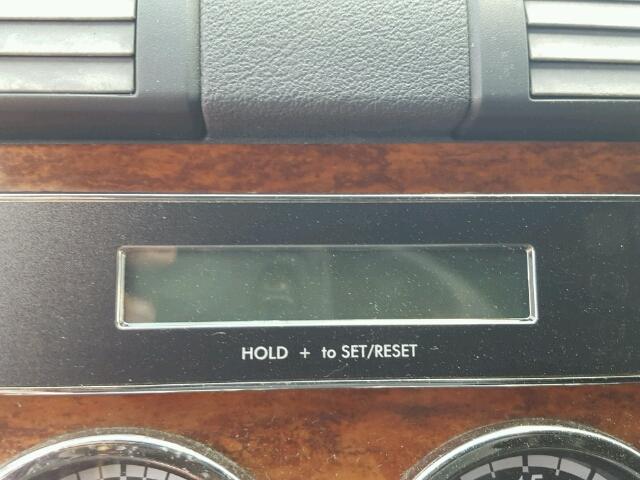 HOLD + to SET/RESET